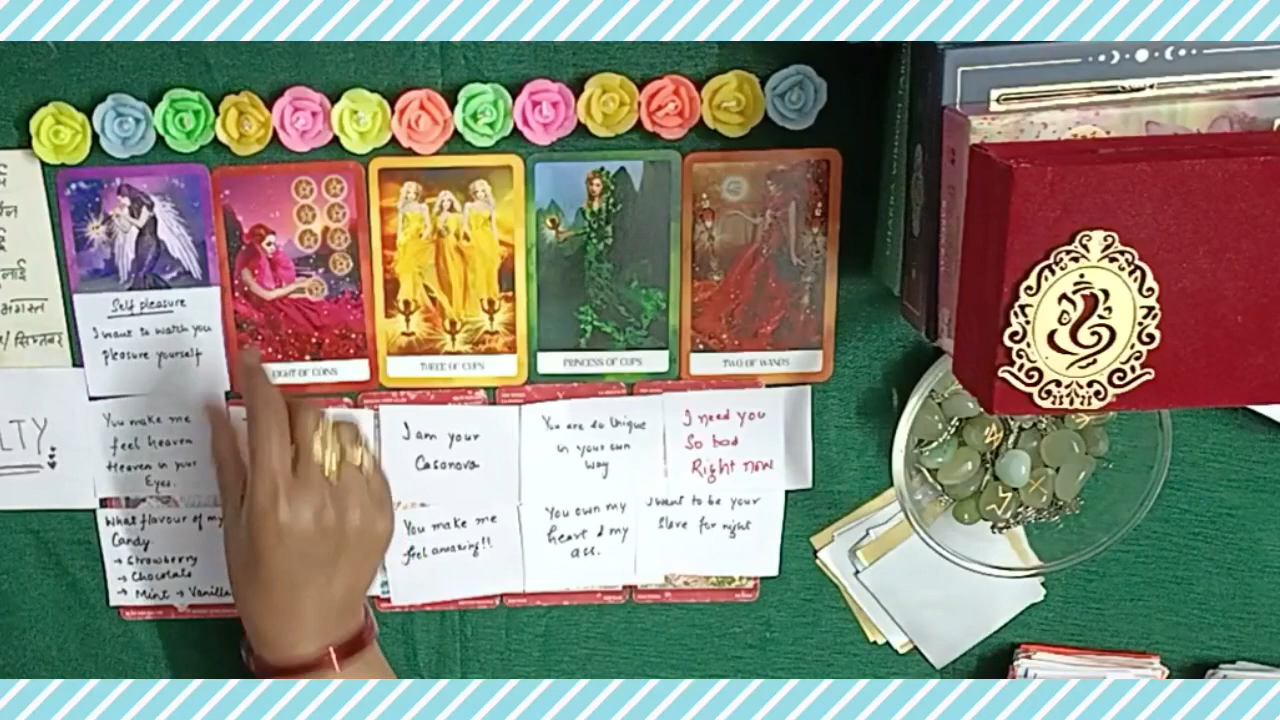 जुलाई
अगस्त
सितम्बर
LTY
Self pleasure
I want to watch you
pleasure yourself
EIGHT OF COINS
THREE OF CUPS
PRINCESS OF CUPS
TWO OF WANDS
You make me
feel heaven
Heaven in your
Eyes.
I am your
Casanova
You are so Unique
in your own
way
I need you
So bad
Right now
What flavour of my
Candy
→ Strawberry
→ Chocolate
→ Mint → Vanilla
You make me
feel amazing!!
You own my
heart & my
ass.
I want to be your
Slave for night